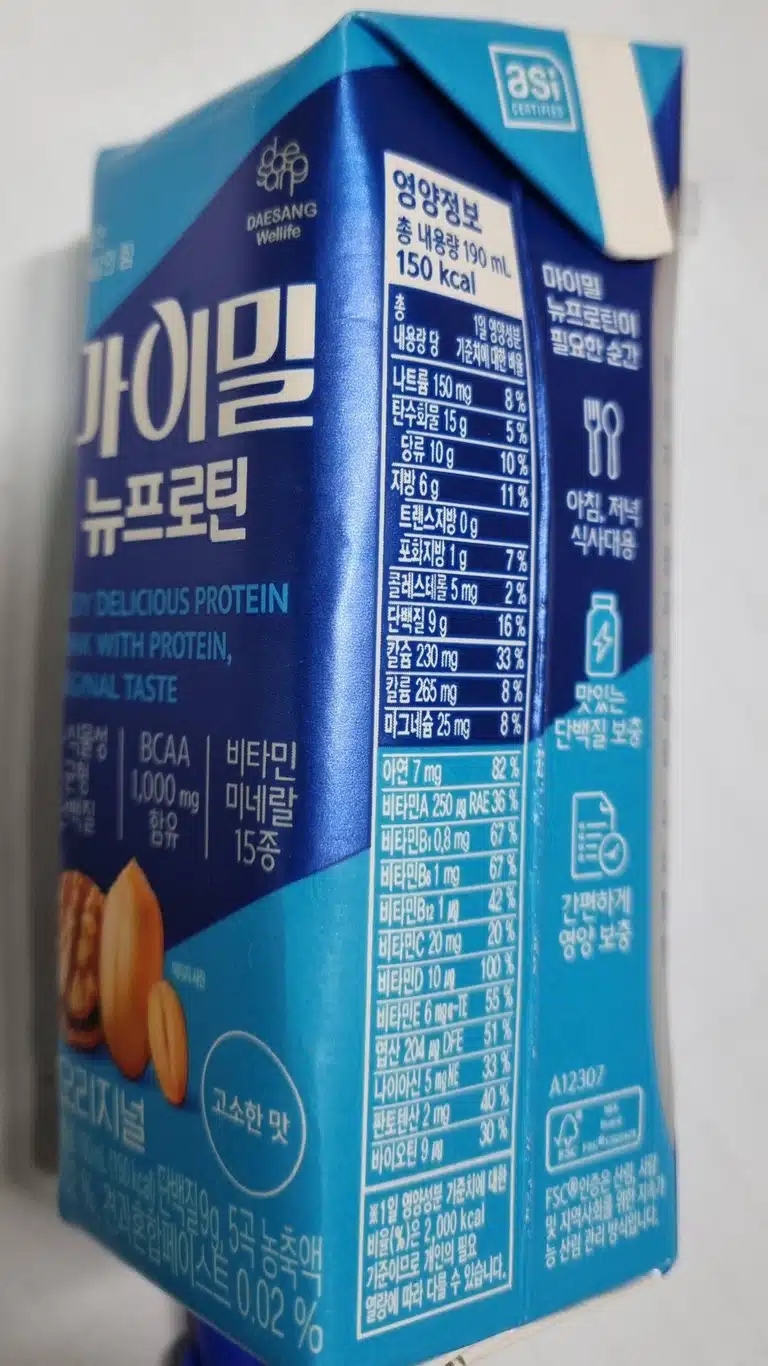 asi
CERTIFIED
DAESANG
Wellife
마이밀
뉴프로틴
DELICIOUS PROTEIN
WITH PROTEIN,
TASTE
BCAA
1,000 mg
함유
비타민
미네랄
15종
오리지널
고소한 맛
단백질9g, 5곡 농축액
견과혼합페이스트 0.02 %
영양정보
총 내용량 190 mL
150 kcal
총 내용량 당 1일 영양성분 기준치에 대한 비율
나트륨 150 mg 8 %
탄수화물 15 g 5 %
당류 10 g 10 %
지방 6 g 11 %
트랜스지방 0 g
포화지방 1 g 7 %
콜레스테롤 5 mg 2 %
단백질 9 g 16 %
칼슘 230 mg 33 %
칼륨 265 mg 8 %
마그네슘 25 mg 8 %
아연 7 mg 82 %
비타민A 250 μg RAE 36 %
비타민B₁ 0.8 mg 67 %
비타민B₆ 1 mg 67 %
비타민B₁₂ 1 μg 42 %
비타민C 20 mg 20 %
비타민D 10 μg 100 %
비타민E 6 mgα-TE 55 %
엽산 204 μg DFE 51 %
나이아신 5 mgNE 33 %
판토텐산 2 mg 40 %
바이오틴 9 μg 30 %
※1일 영양성분 기준치에 대한
비율(%)은 2,000 kcal
기준이므로 개인의 필요
열량에 따라 다를 수 있습니다.
마이밀
뉴프로틴이
필요한 순간
아침, 저녁
식사대용
맛있는
단백질 보충
간편하게
영양 보충
A12307
FSC
FSC®인증은 산림, 사람,
및 지역사회를 위한 지속가
능 산림 관리 방식입니다.